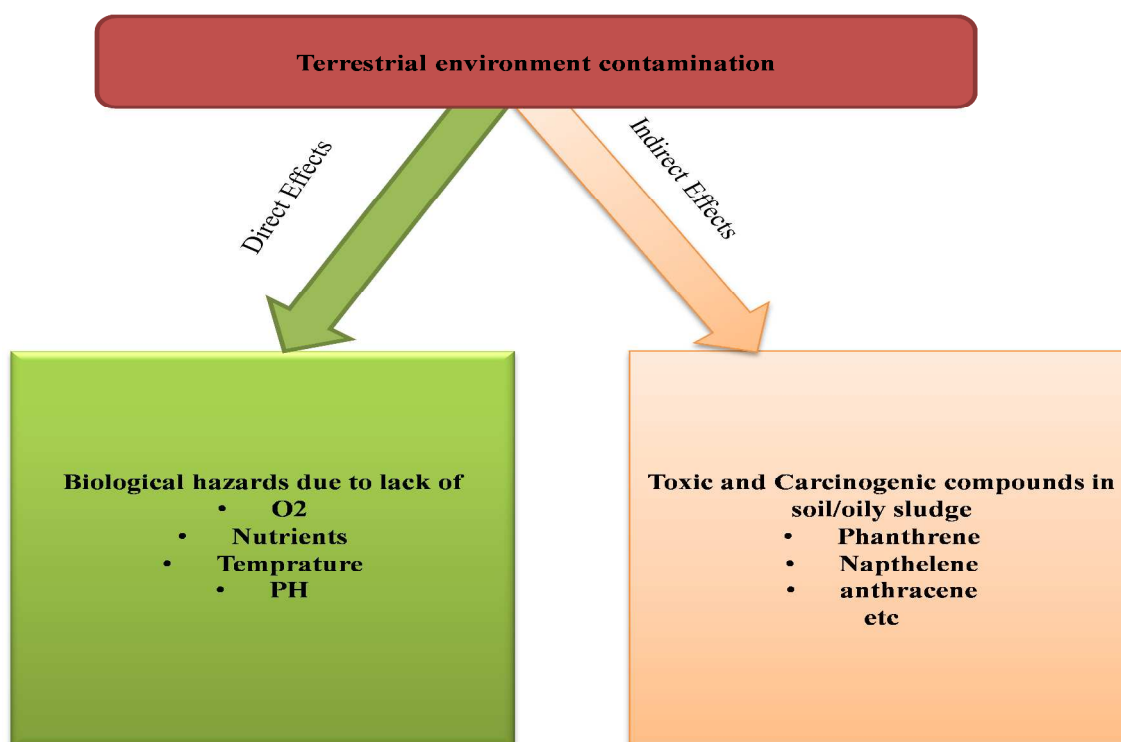 Terrestrial environment contamination
Direct Effects
Indirect Effects
Biological hazards due to lack of
• O2
• Nutrients
• Temprature
• PH
Toxic and Carcinogenic compounds in
soil/oily sludge
• Phanthrene
• Napthelene
• anthracene
etc